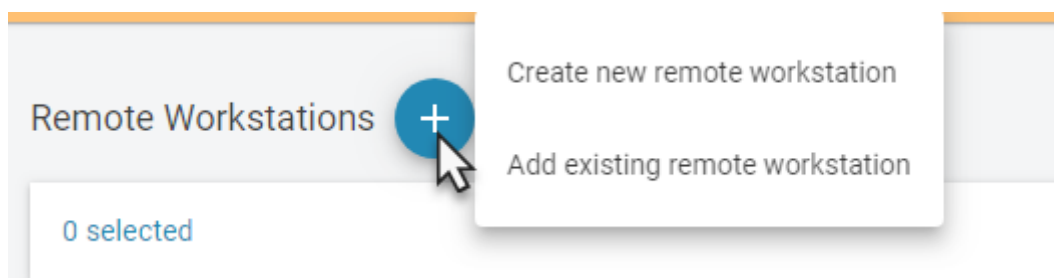 Create new remote workstation
Remote Workstations +
Add existing remote workstation
0 selected